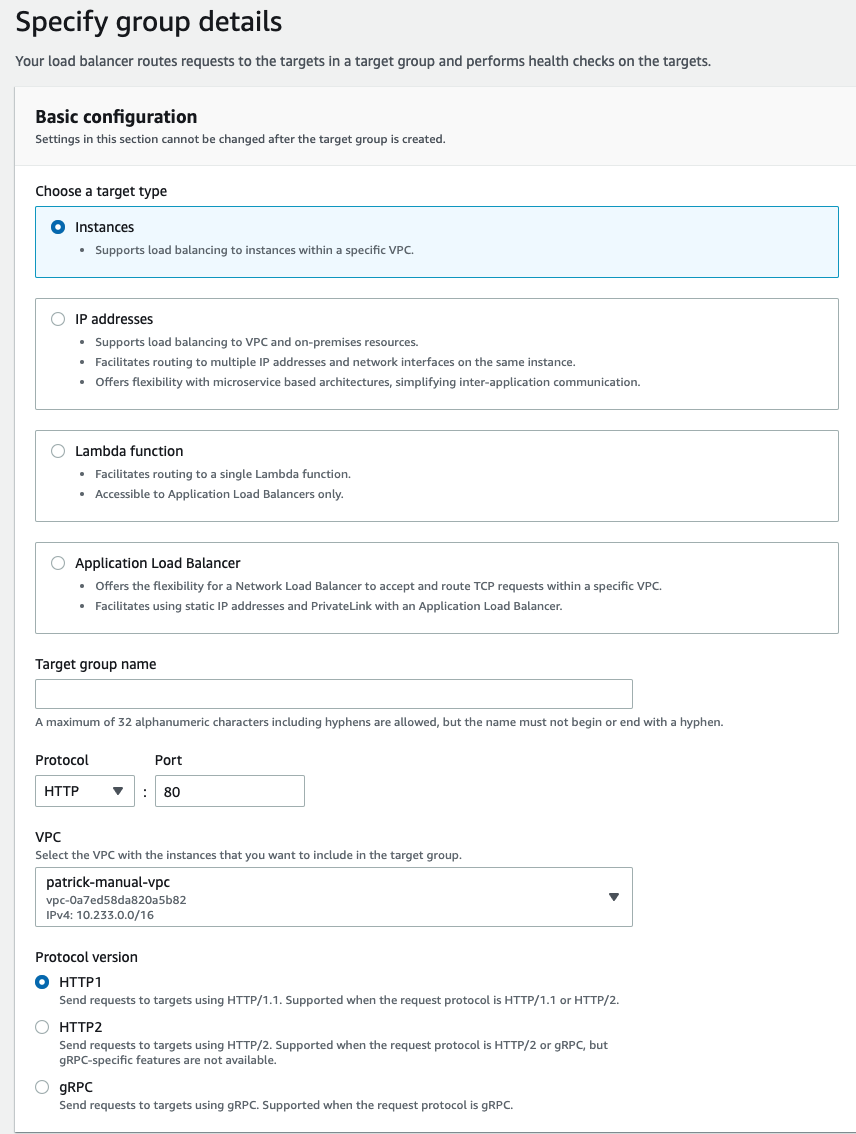 Specify group details
Your load balancer routes requests to the targets in a target group and performs health checks on the targets.
Basic configuration
Settings in this section cannot be changed after the target group is created.
Choose a target type
Instances
• Supports load balancing to instances within a specific VPC.
IP addresses
• Supports load balancing to VPC and on-premises resources.
• Facilitates routing to multiple IP addresses and network interfaces on the same instance.
• Offers flexibility with microservice based architectures, simplifying inter-application communication.
Lambda function
• Facilitates routing to a single Lambda function.
• Accessible to Application Load Balancers only.
Application Load Balancer
• Offers the flexibility for a Network Load Balancer to accept and route TCP requests within a specific VPC.
• Facilitates using static IP addresses and PrivateLink with an Application Load Balancer.
Target group name
A maximum of 32 alphanumeric characters including hyphens are allowed, but the name must not begin or end with a hyphen.
Protocol Port
HTTP : 80
VPC
Select the VPC with the instances that you want to include in the target group.
patrick-manual-vpc
vpc-0a7ed58da820a5b82
IPv4: 10.233.0.0/16
Protocol version
HTTP1
Send requests to targets using HTTP/1.1. Supported when the request protocol is HTTP/1.1 or HTTP/2.
HTTP2
Send requests to targets using HTTP/2. Supported when the request protocol is HTTP/2 or gRPC, but
gRPC-specific features are not available.
gRPC
Send requests to targets using gRPC. Supported when the request protocol is gRPC.